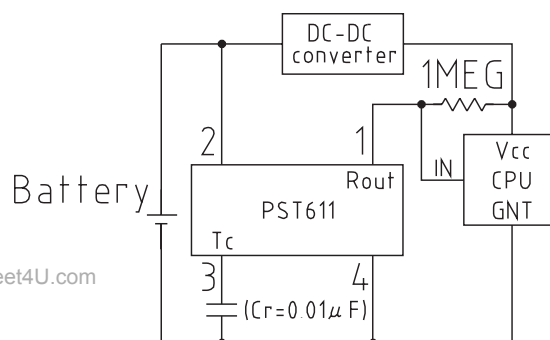 DC-DC
converter
1MEG
2
1
Rout
Vcc
IN
CPU
Battery
PST611
GNT
Tc
eet4U.com
3
4
(Cr=0.01μF)